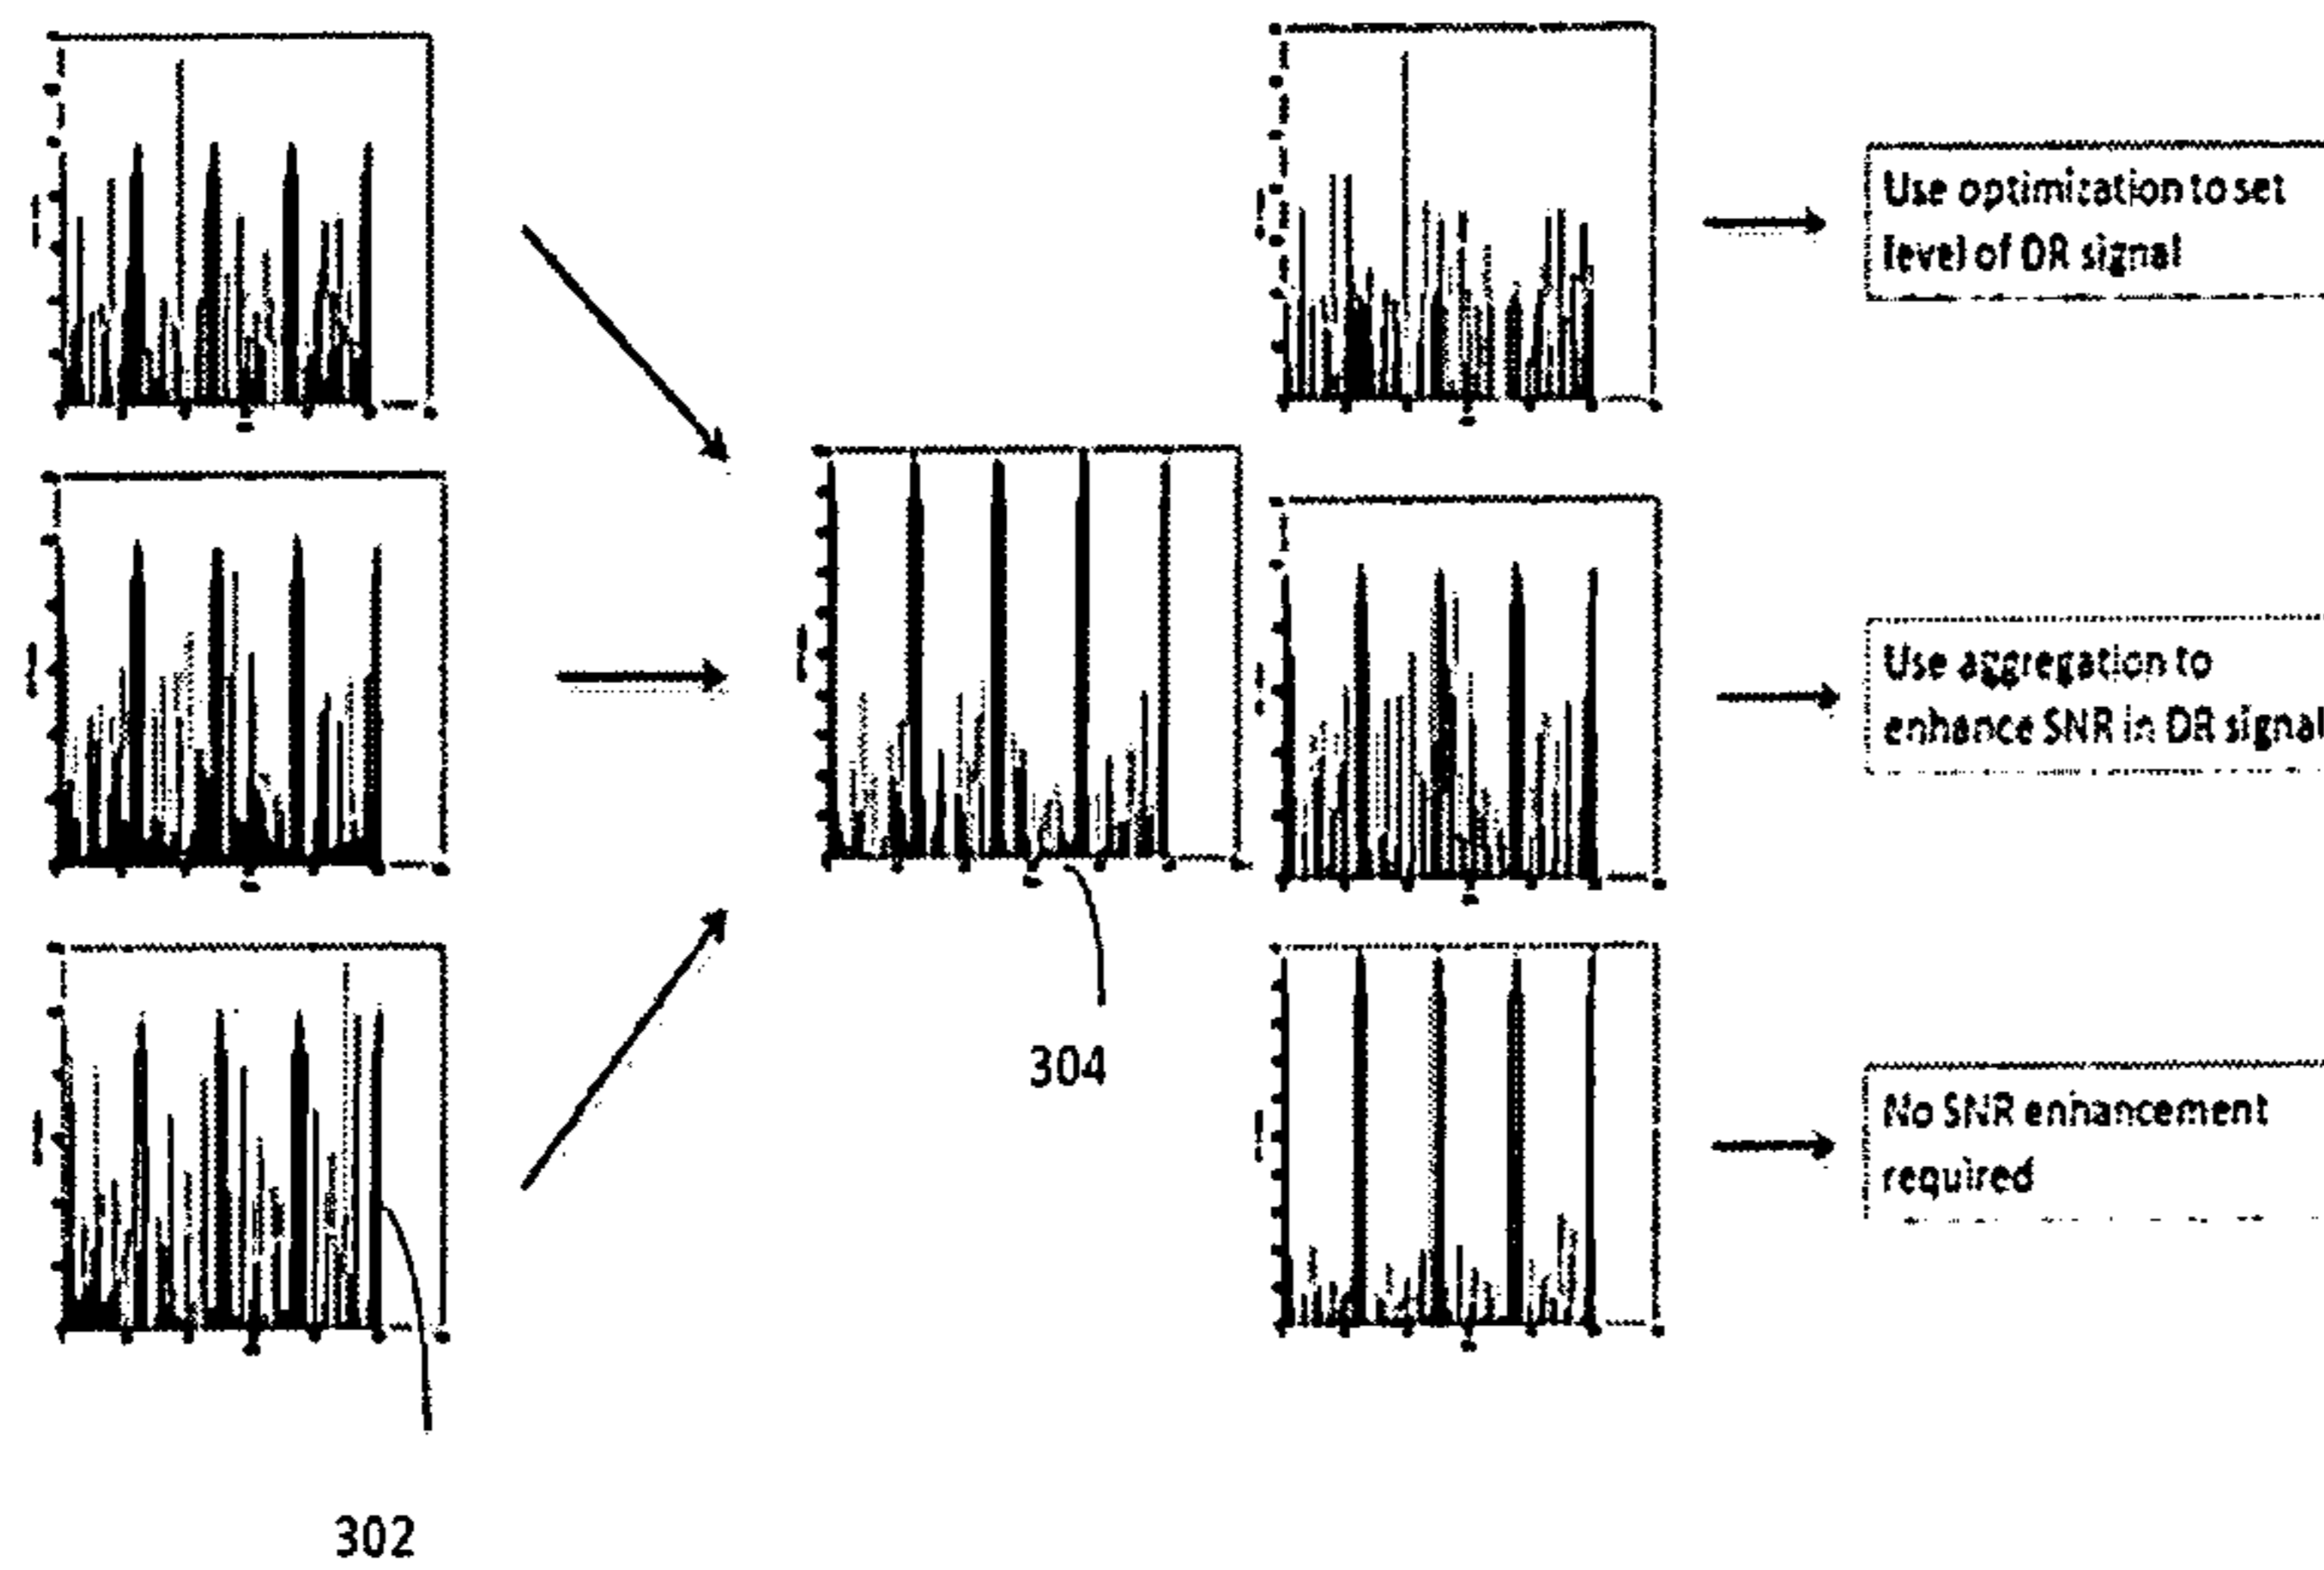 Use optimization to set
level of DR signal
Use aggregation to
enhance SNR in DR signal
304
No SNR enhancement
required
302